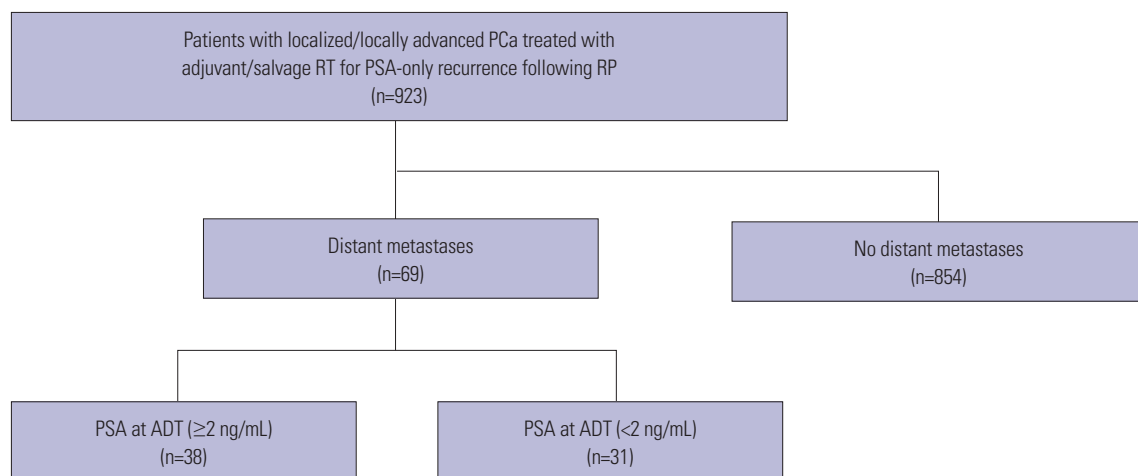 Patients with localized/locally advanced PCa treated with
adjuvant/salvage RT for PSA-only recurrence following RP
(n=923)
Distant metastases
(n=69)
No distant metastases
(n=854)
PSA at ADT (≥2 ng/mL)
(n=38)
PSA at ADT (<2 ng/mL)
(n=31)